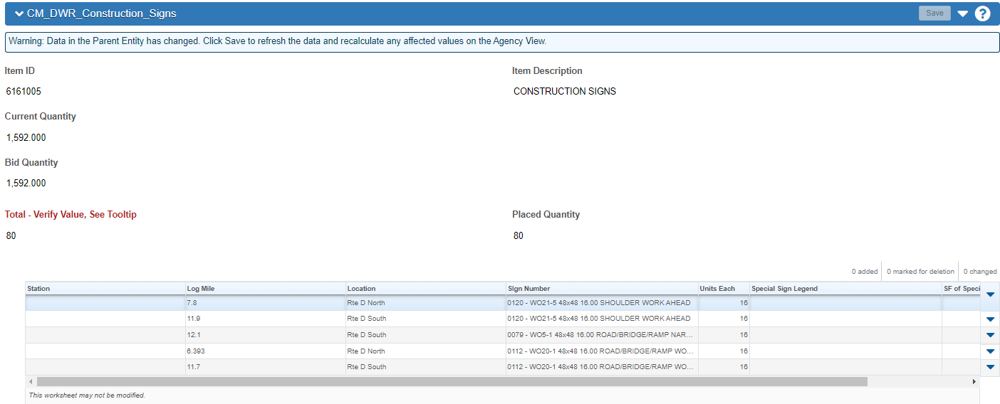 CM_DWR_Construction_Signs Save ?
Warning: Data in the Parent Entity has changed. Click Save to refresh the data and recalculate any affected values on the Agency View.
Item ID Item Description
6161005 CONSTRUCTION SIGNS
Current Quantity
1,592.000
Bid Quantity
1,592.000
Total - Verify Value, See Tooltip Placed Quantity
80 80
0 added 0 marked for deletion 0 changed
Station Log Mile Location Sign Number Units Each Special Sign Legend SF of Speci
7.8 Rte D North 0120 - WO21-5 48x48 16.00 SHOULDER WORK AHEAD 16
11.9 Rte D South 0120 - WO21-5 48x48 16.00 SHOULDER WORK AHEAD 16
12.1 Rte D South 0079 - WO5-1 48x48 16.00 ROAD/BRIDGE/RAMP NAR... 16
6.393 Rte D North 0112 - WO20-1 48x48 16.00 ROAD/BRIDGE/RAMP WO... 16
11.7 Rte D South 0112 - WO20-1 48x48 16.00 ROAD/BRIDGE/RAMP WO... 16
This worksheet may not be modified.